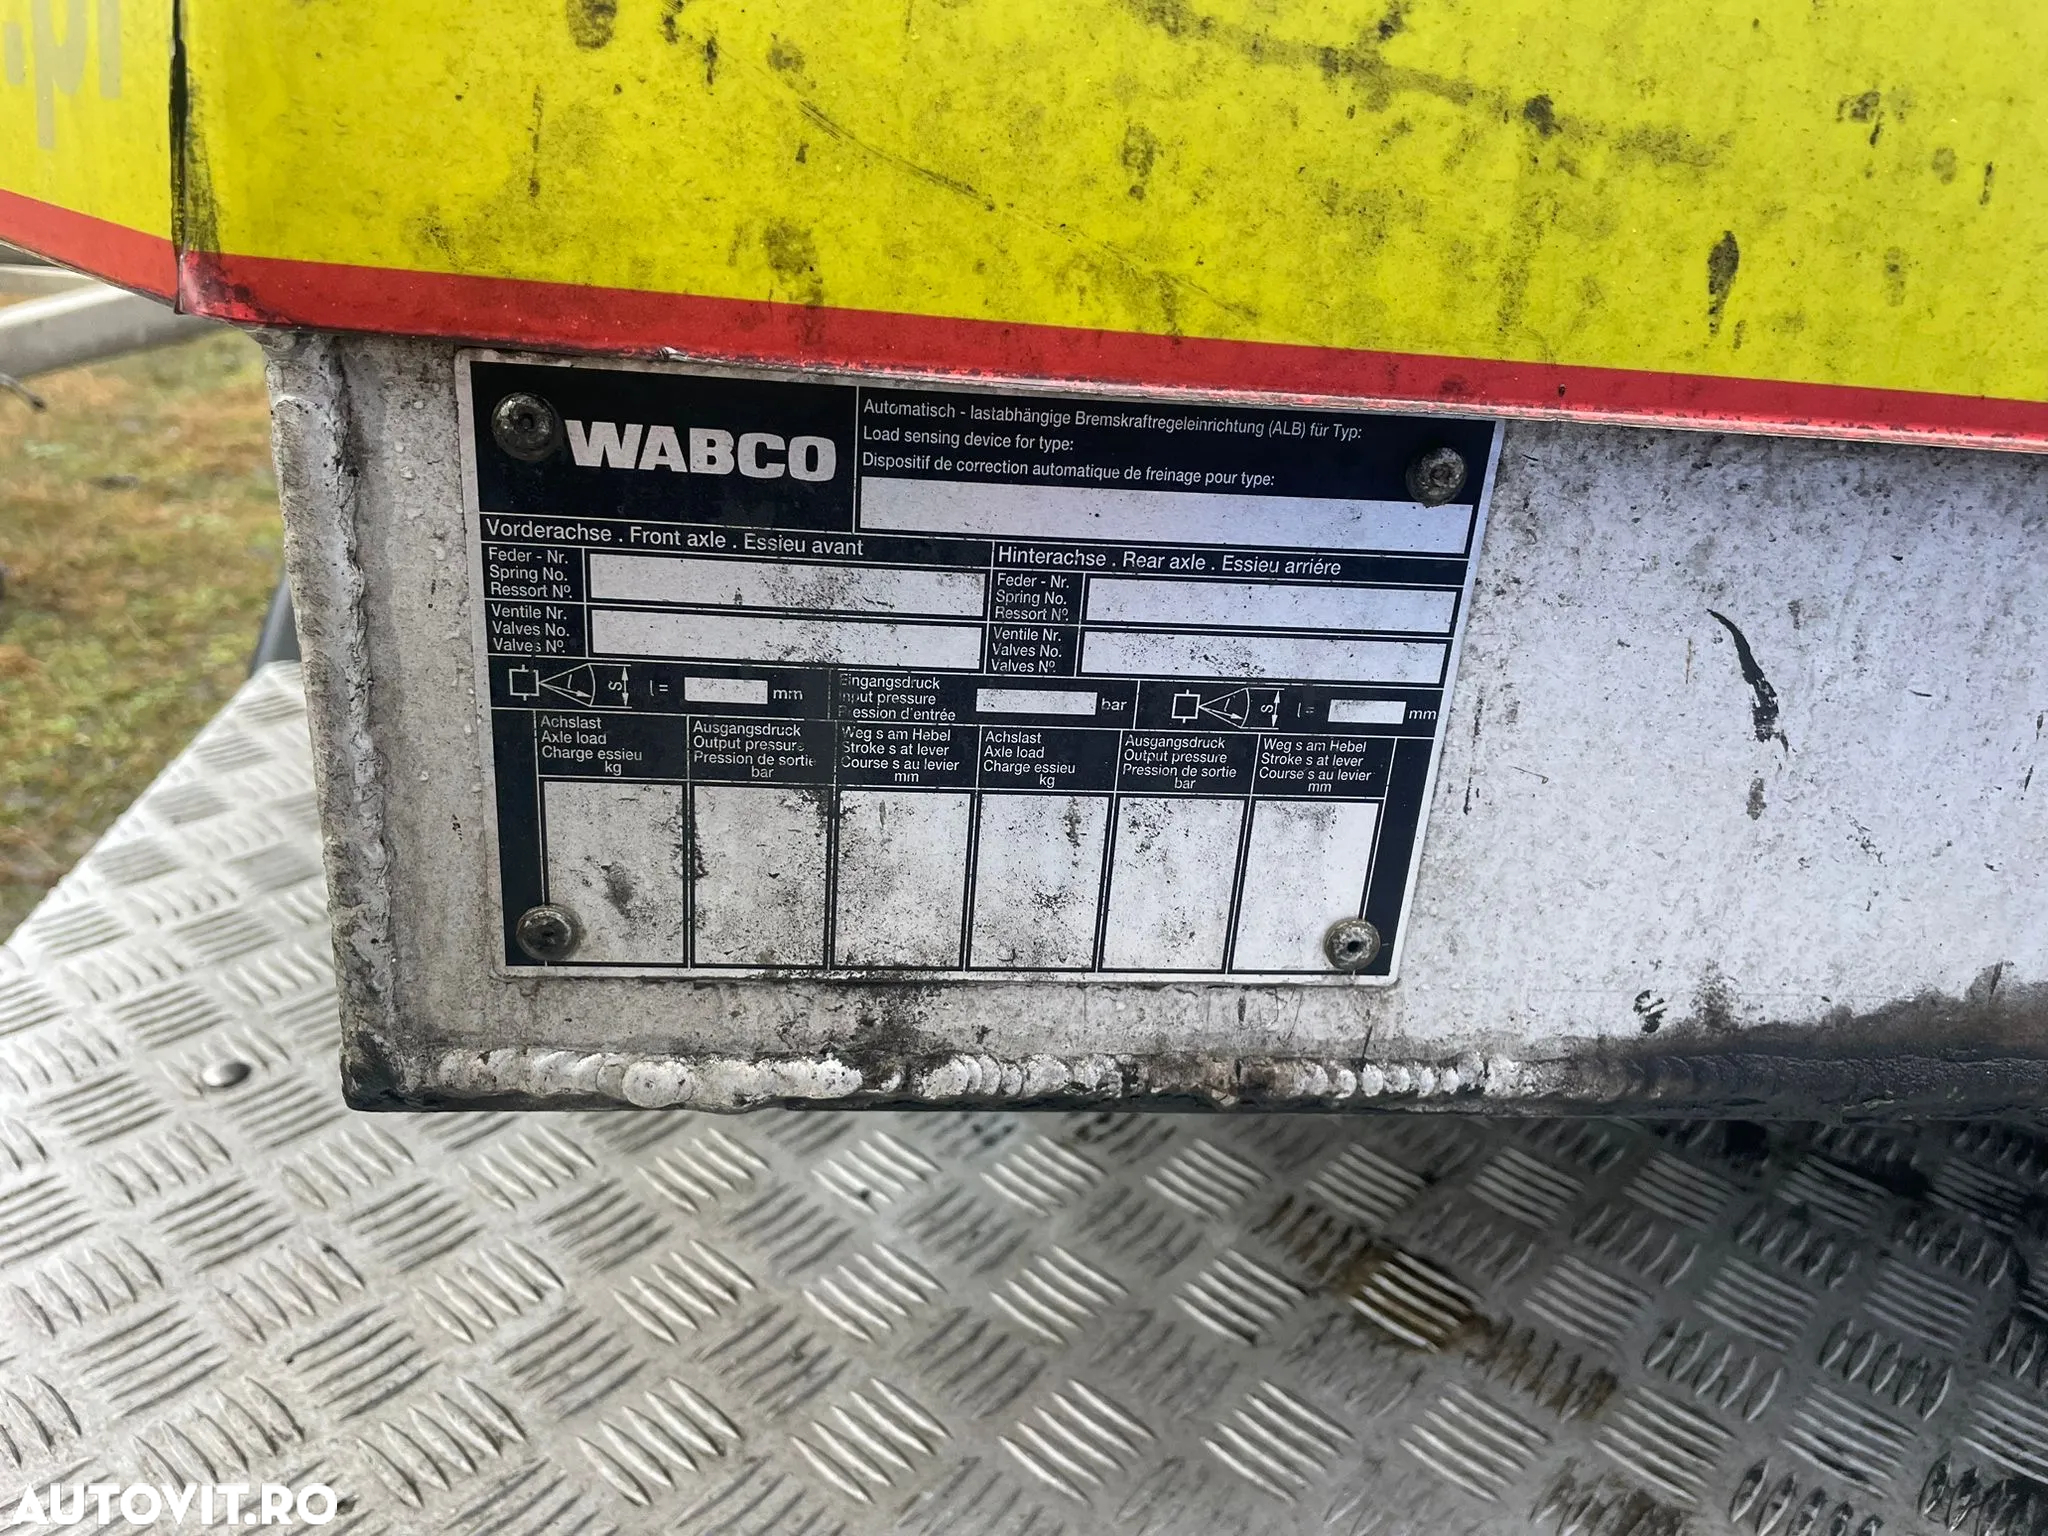 .pl
WABCO
Automatisch - lastabhängige Bremskraftregeleinrichtung (ALB) für Typ:
Load sensing device for type:
Dispositif de correction automatique de freinage pour type:
Vorderachse . Front axle . Essieu avant
Hinterachse . Rear axle . Essieu arriére
Feder - Nr.
Spring No.
Ressort Nº.
Feder - Nr.
Spring No.
Ressort Nº.
Ventile Nr.
Valves No.
Valves Nº.
Ventile Nr.
Valves No.
Valves Nº.
L S l = mm
Eingangsdruck
Input pressure
Pression d'entrée
bar
L S l = mm
Achslast
Axle load
Charge essieu
kg
Ausgangsdruck
Output pressure
Pression de sortie
bar
Weg s am Hebel
Stroke s at lever
Course s au levier
mm
Achslast
Axle load
Charge essieu
kg
Ausgangsdruck
Output pressure
Pression de sortie
bar
Weg s am Hebel
Stroke s at lever
Course s au levier
mm
AUTOVIT.RO